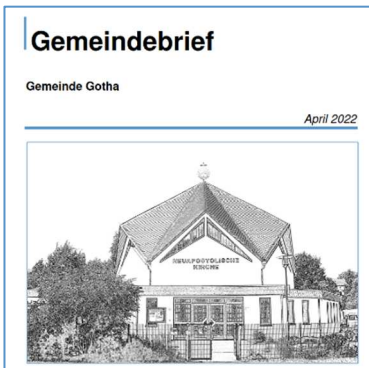 Gemeindebrief
Gemeinde Gotha
April 2022
NEUAPOSTOLISCHE
KIRCHE